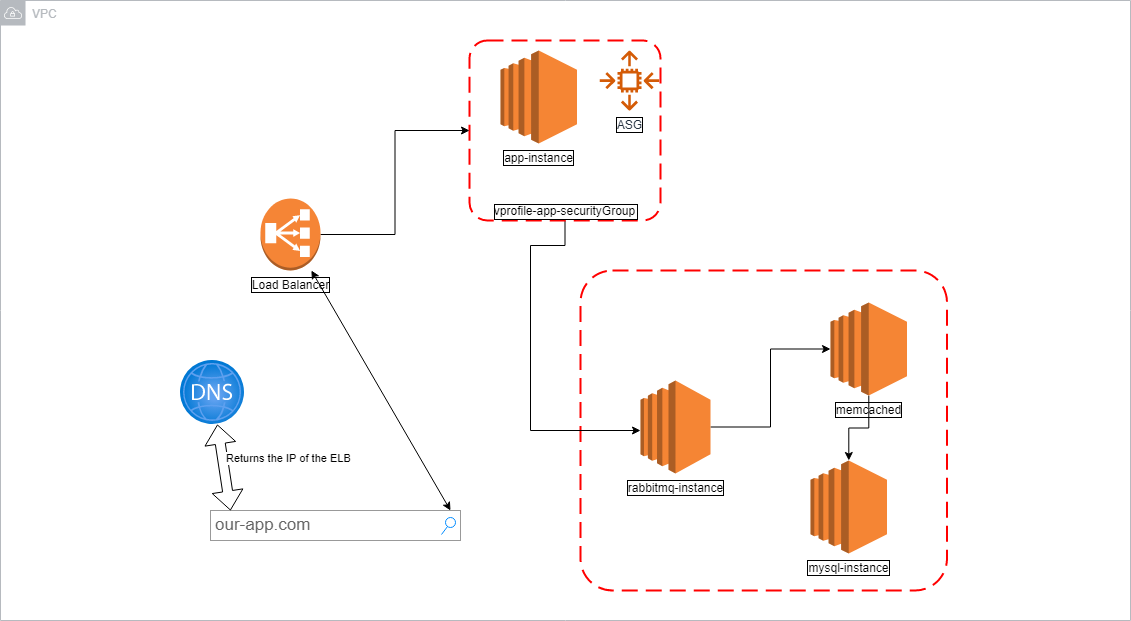 VPC
ASG
app-instance
vprofile-app-securityGroup
Load Balancer
DNS
Returns the IP of the ELB
our-app.com
memcached
rabbitmq-instance
mysql-instance